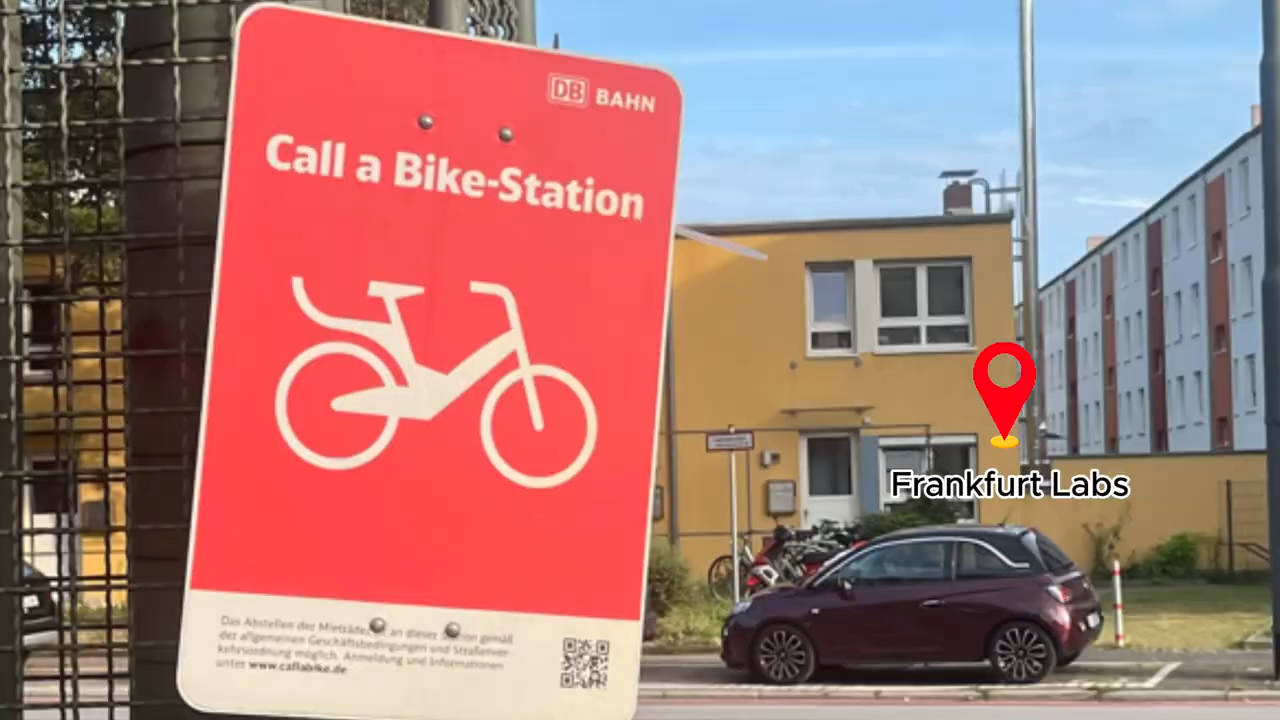 DB BAHN
Call a Bike-Station
Das Abstellen der Mieträder an dieser Station gemäß
der allgemeinen Geschäftsbedingungen und Straßenver-
kehrsordnung möglich. Anmeldung und Informationen
unter www.callabike.de
Frankfurt Labs